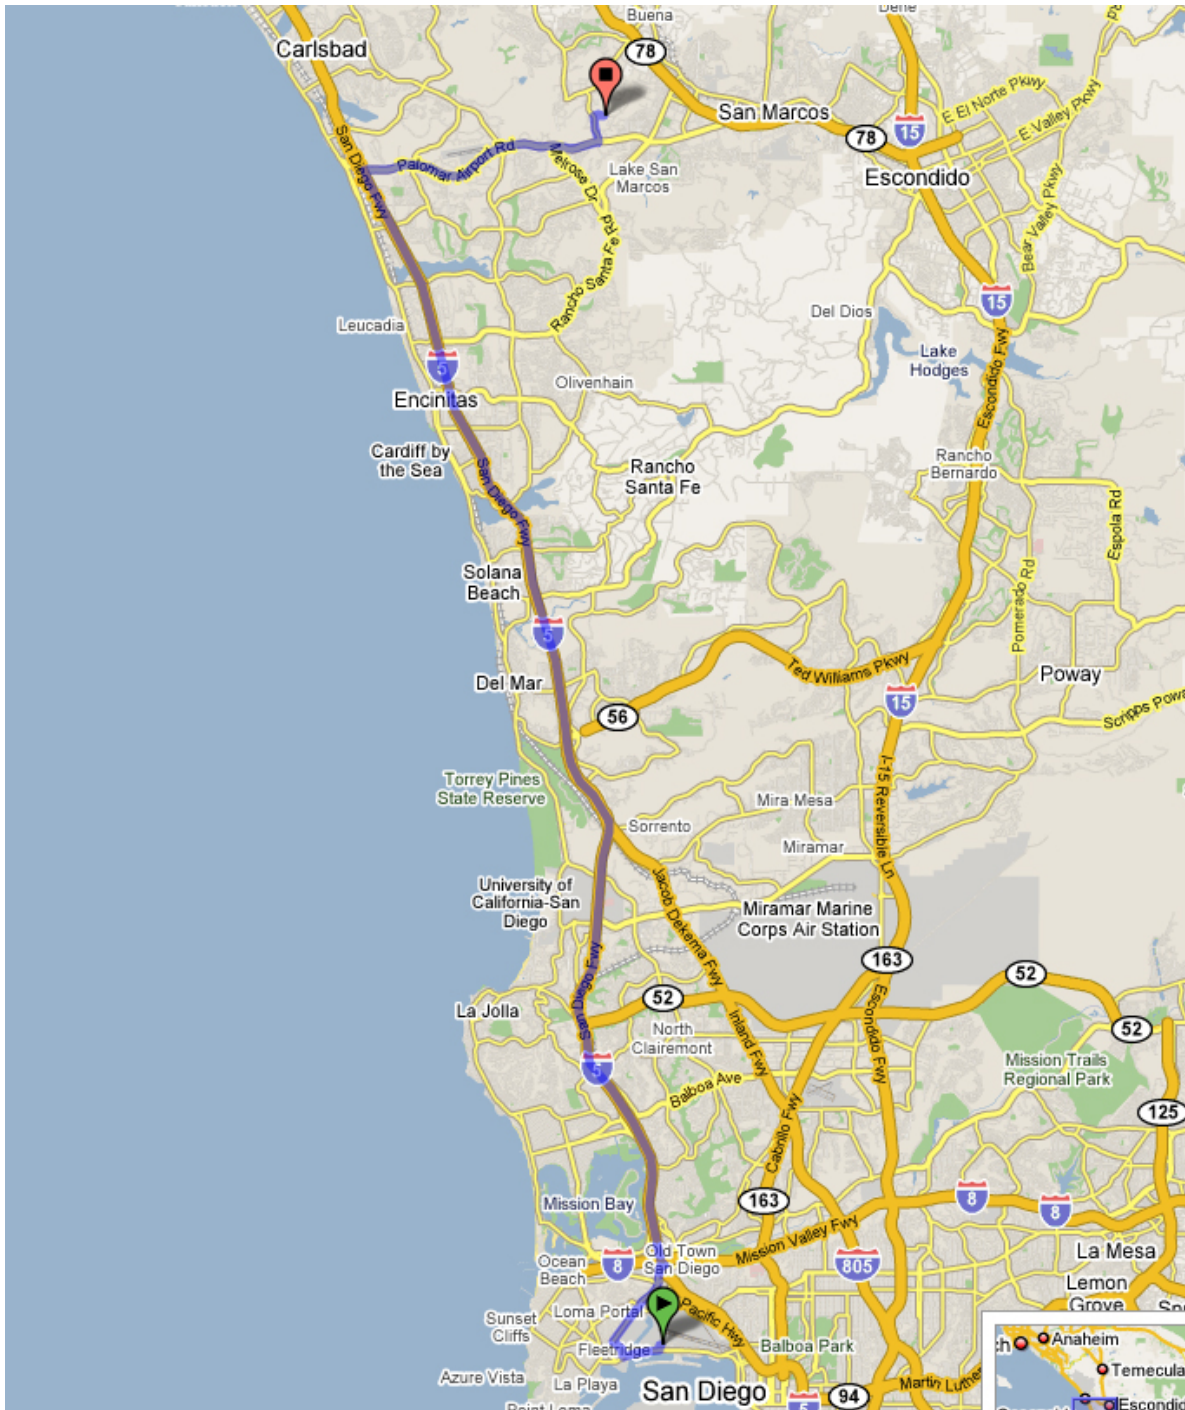 Buena
Dene
Carlsbad
78
San Marcos
E El Norte Pkwy
E Valley Pkwy
15
78
San Diego Fwy
Palomar Airport Rd
Melrose Dr
Lake San
Marcos
Escondido
Bear Valley Pkwy
Rancho Santa Fe Rd
15
Leucadia
Del Dios
Lake
Hodges
Escondido Fwy
5
Olivenhain
Encinitas
Cardiff by
the Sea
San Diego Fwy
Rancho
Santa Fe
Rancho
Bernardo
Espola Rd
Solana
Beach
Pomerado Rd
5
Ted Williams Pkwy
Poway
Del Mar
56
15
Scripps Powa
Torrey Pines
State Reserve
I-15 Reversible Ln
Mira Mesa
Sorrento
Miramar
University of
California-San
Diego
Jacob Dekema Fwy
Miramar Marine
Corps Air Station
163
52
San Diego Fwy
52
La Jolla
North
Clairemont
Inland Fwy
Escondido Fwy
52
5
Balboa Ave
Mission Trails
Regional Park
125
Cabrillo Fwy
Mission Bay
163
8
8
Mission Valley Fwy
Old Town
San Diego
Ocean
Beach
8
805
La Mesa
Lemon
Grove
Sunset
Cliffs
Loma Portal
Pacific Hwy
Fleetridge
Balboa Park
Anaheim
Temecula
Azure Vista
La Playa
San Diego
94
Martin Luther
5
Point Loma
Escondid